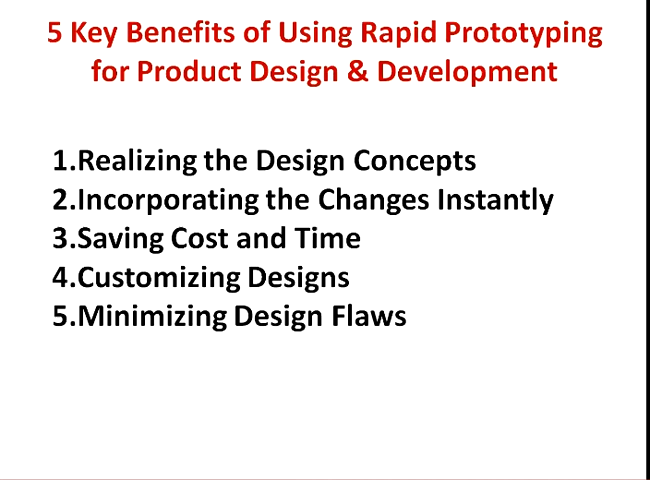 5 Key Benefits of Using Rapid Prototyping
for Product Design & Development
1.Realizing the Design Concepts
2.Incorporating the Changes Instantly
3.Saving Cost and Time
4.Customizing Designs
5.Minimizing Design Flaws